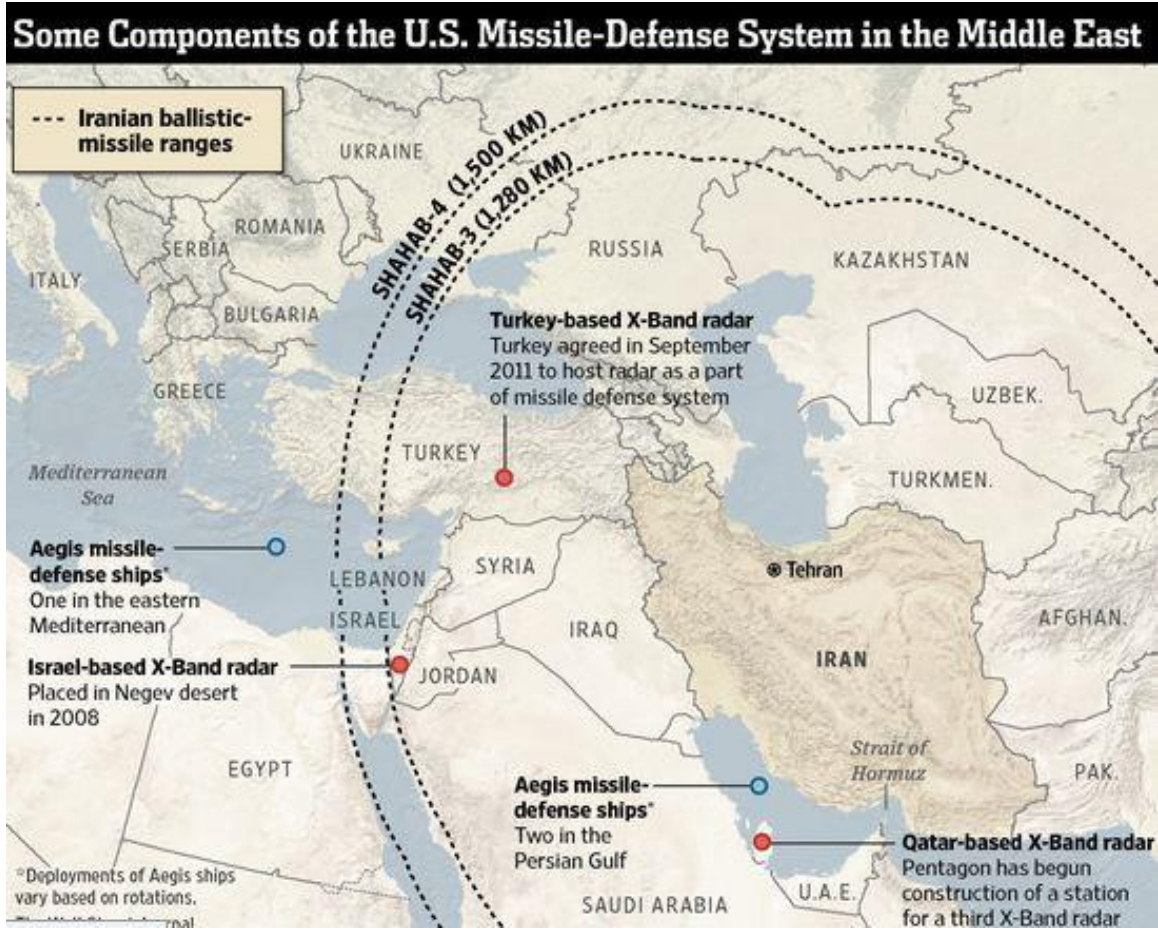 Some Components of the U.S. Missile-Defense System in the Middle East
--- Iranian ballistic-
missile ranges
SHAHAB-4 (1,500 KM)
SHAHAB-3 (1,280 KM)
UKRAINE
ROMANIA
SERBIA
ITALY
BULGARIA
GREECE
RUSSIA
KAZAKHSTAN
Turkey-based X-Band radar
Turkey agreed in September
2011 to host radar as a part
of missile defense system
UZBEK.
TURKEY
TURKMEN.
Mediterranean
Sea
Aegis missile-
defense ships*
One in the eastern
Mediterranean
LEBANON
SYRIA
Tehran
ISRAEL
IRAQ
AFGHAN.
IRAN
Israel-based X-Band radar
Placed in Negev desert
in 2008
JORDAN
EGYPT
Strait of
Hormuz
PAK.
Aegis missile-
defense ships*
Two in the
Persian Gulf
Qatar-based X-Band radar
Pentagon has begun
construction of a station
for a third X-Band radar
U.A.E.
SAUDI ARABIA
*Deployments of Aegis ships
vary based on rotations.